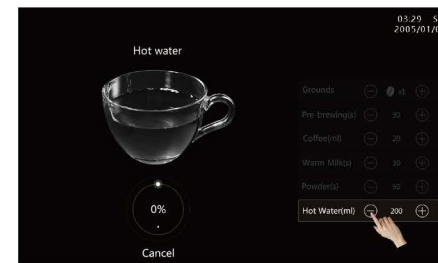 03:29 S
2005/01/0
Hot water
Grounds x1
Pre-brewing(s) 30
Coffee(ml) 20
Warm Milk(s) 30
Powder(s) 50
Hot Water(ml) 200
0%
Cancel